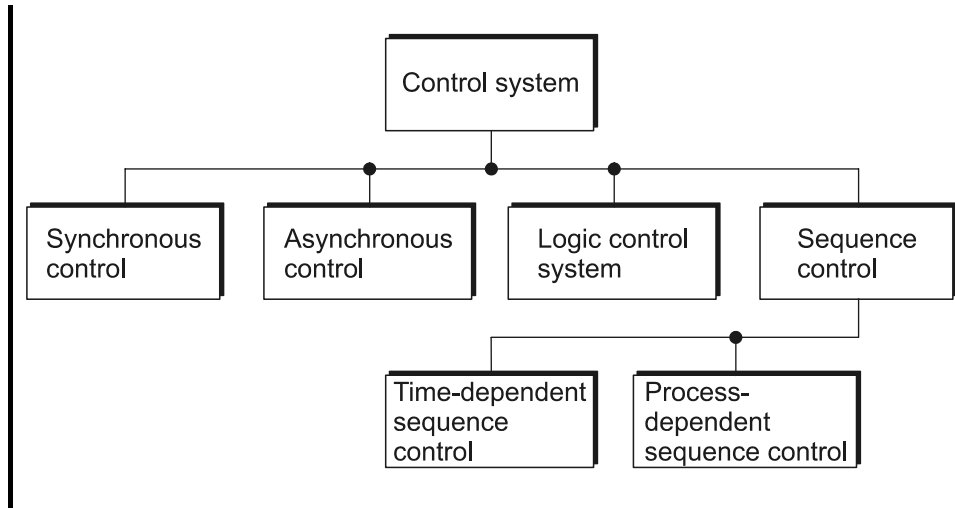 Control system
Synchronous
control
Asynchronous
control
Logic control
system
Sequence
control
Time-dependent
sequence
control
Process-
dependent
sequence control